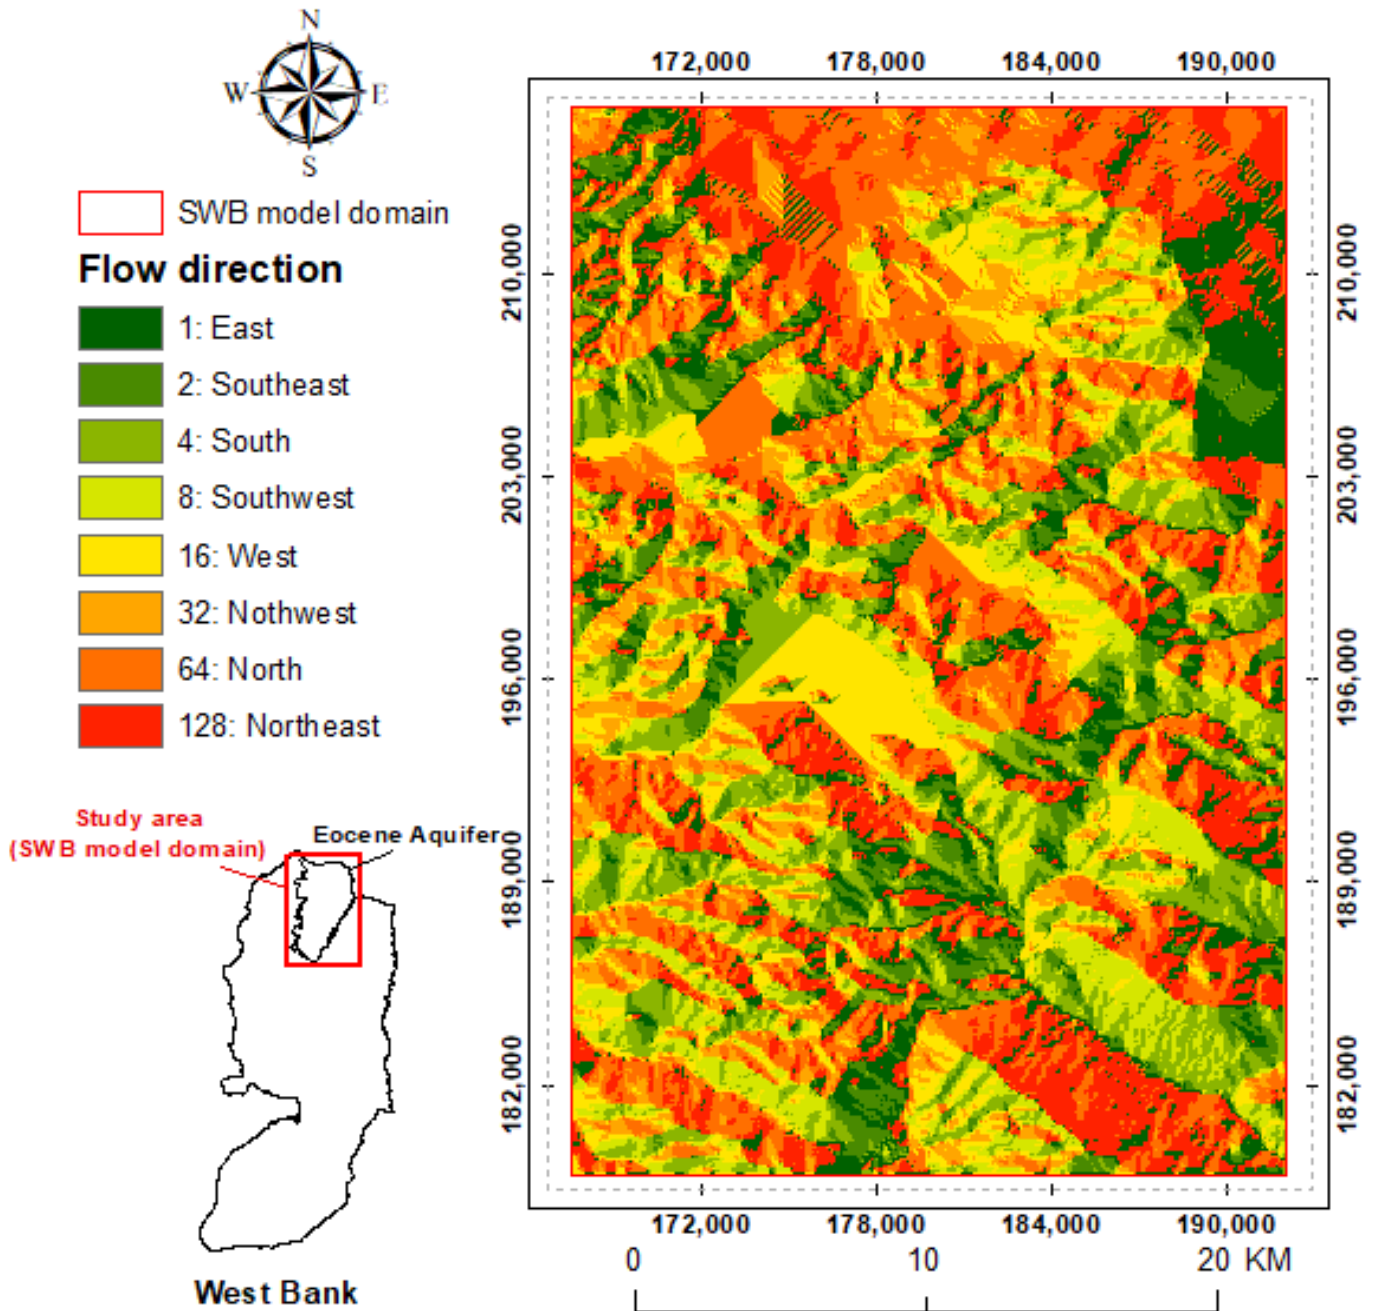 N
W
E
S
SWB model domain
Flow direction
1: East
2: Southeast
4: South
8: Southwest
16: West
32: Nothwest
64: North
128: Northeast
Study area
(SWB model domain)
Eocene Aquifero
West Bank
172,000 178,000 184,000 190,000
210,000
203,000
196,000
189,000
182,000
210,000
203,000
196,000
189,000
182,000
172,000 178,000 184,000 190,000
0 10 20 KM